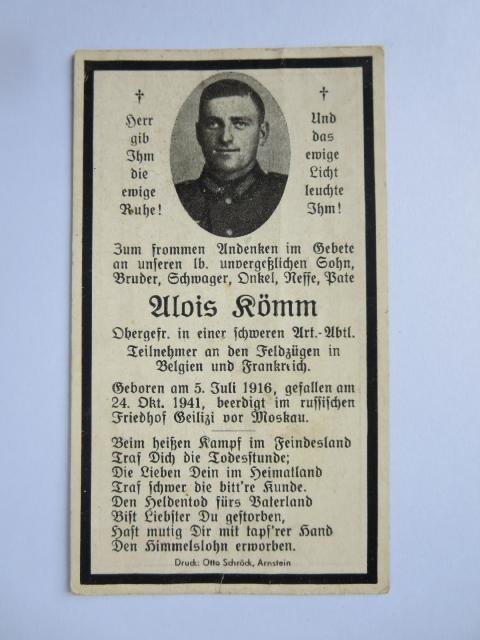 †
Herr
gib
Ihm
die
ewige
Ruhe!
†
Und
das
ewige
Licht
leuchte
Ihm!
Zum frommen Andenken im Gebete
an unseren lb. unvergeßlichen Sohn,
Bruder, Schwager, Onkel, Neffe, Pate
Alois Kömm
Obergefr. in einer schweren Art.-Abtl.
Teilnehmer an den Feldzügen in
Belgien und Frankreich.
Geboren am 5. Juli 1916, gefallen am
24. Okt. 1941, beerdigt im russischen
Friedhof Geilizi vor Moskau.
Beim heißen Kampf im Feindesland
Traf Dich die Todesstunde;
Die Lieben Dein im Heimatland
Traf schwer die bitt're Kunde.
Den Heldentod fürs Vaterland
Bist Liebster Du gestorben,
Hast mutig Dir mit tapf'rer Hand
Den Himmelslohn erworben.
Druck: Otto Schröck, Arnstein